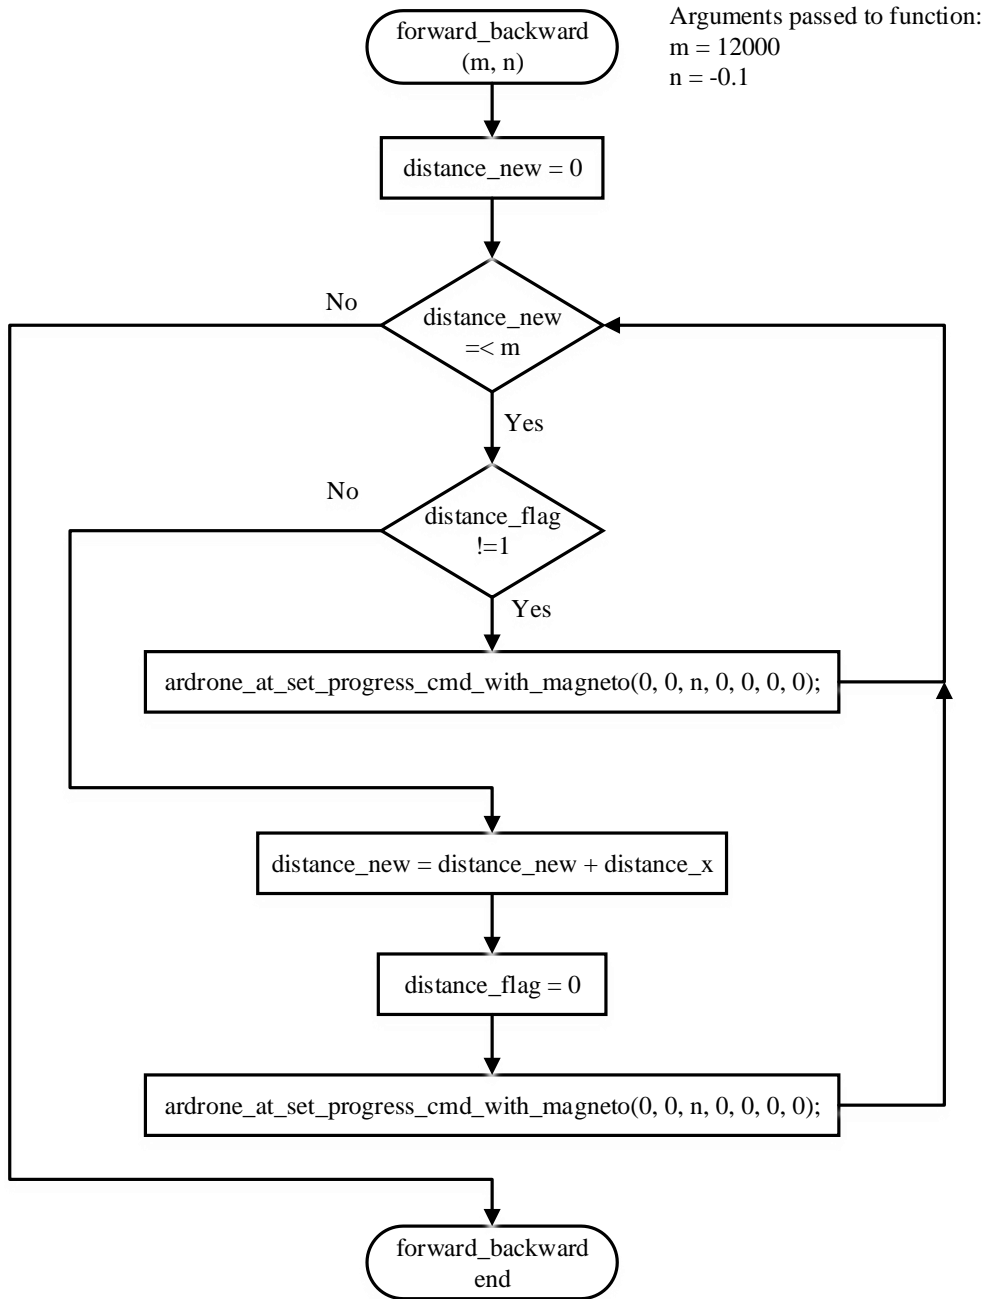 forward_backward
(m, n)
Arguments passed to function:
m = 12000
n = -0.1
distance_new = 0
No
distance_new
=< m
Yes
No
distance_flag
!=1
Yes
ardrone_at_set_progress_cmd_with_magneto(0, 0, n, 0, 0, 0, 0);
distance_new = distance_new + distance_x
distance_flag = 0
ardrone_at_set_progress_cmd_with_magneto(0, 0, n, 0, 0, 0, 0);
forward_backward
end